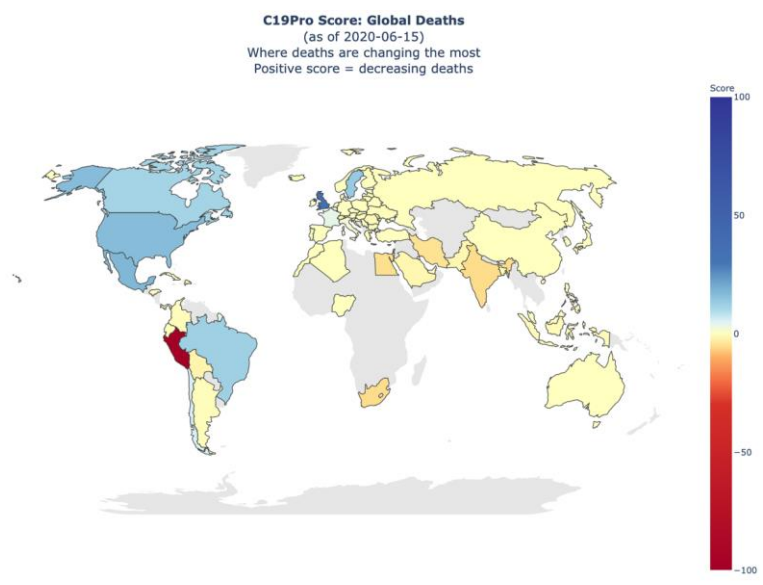 C19Pro Score: Global Deaths
(as of 2020-06-15)
Where deaths are changing the most
Positive score = decreasing deaths
Score
100
50
0
−50
−100